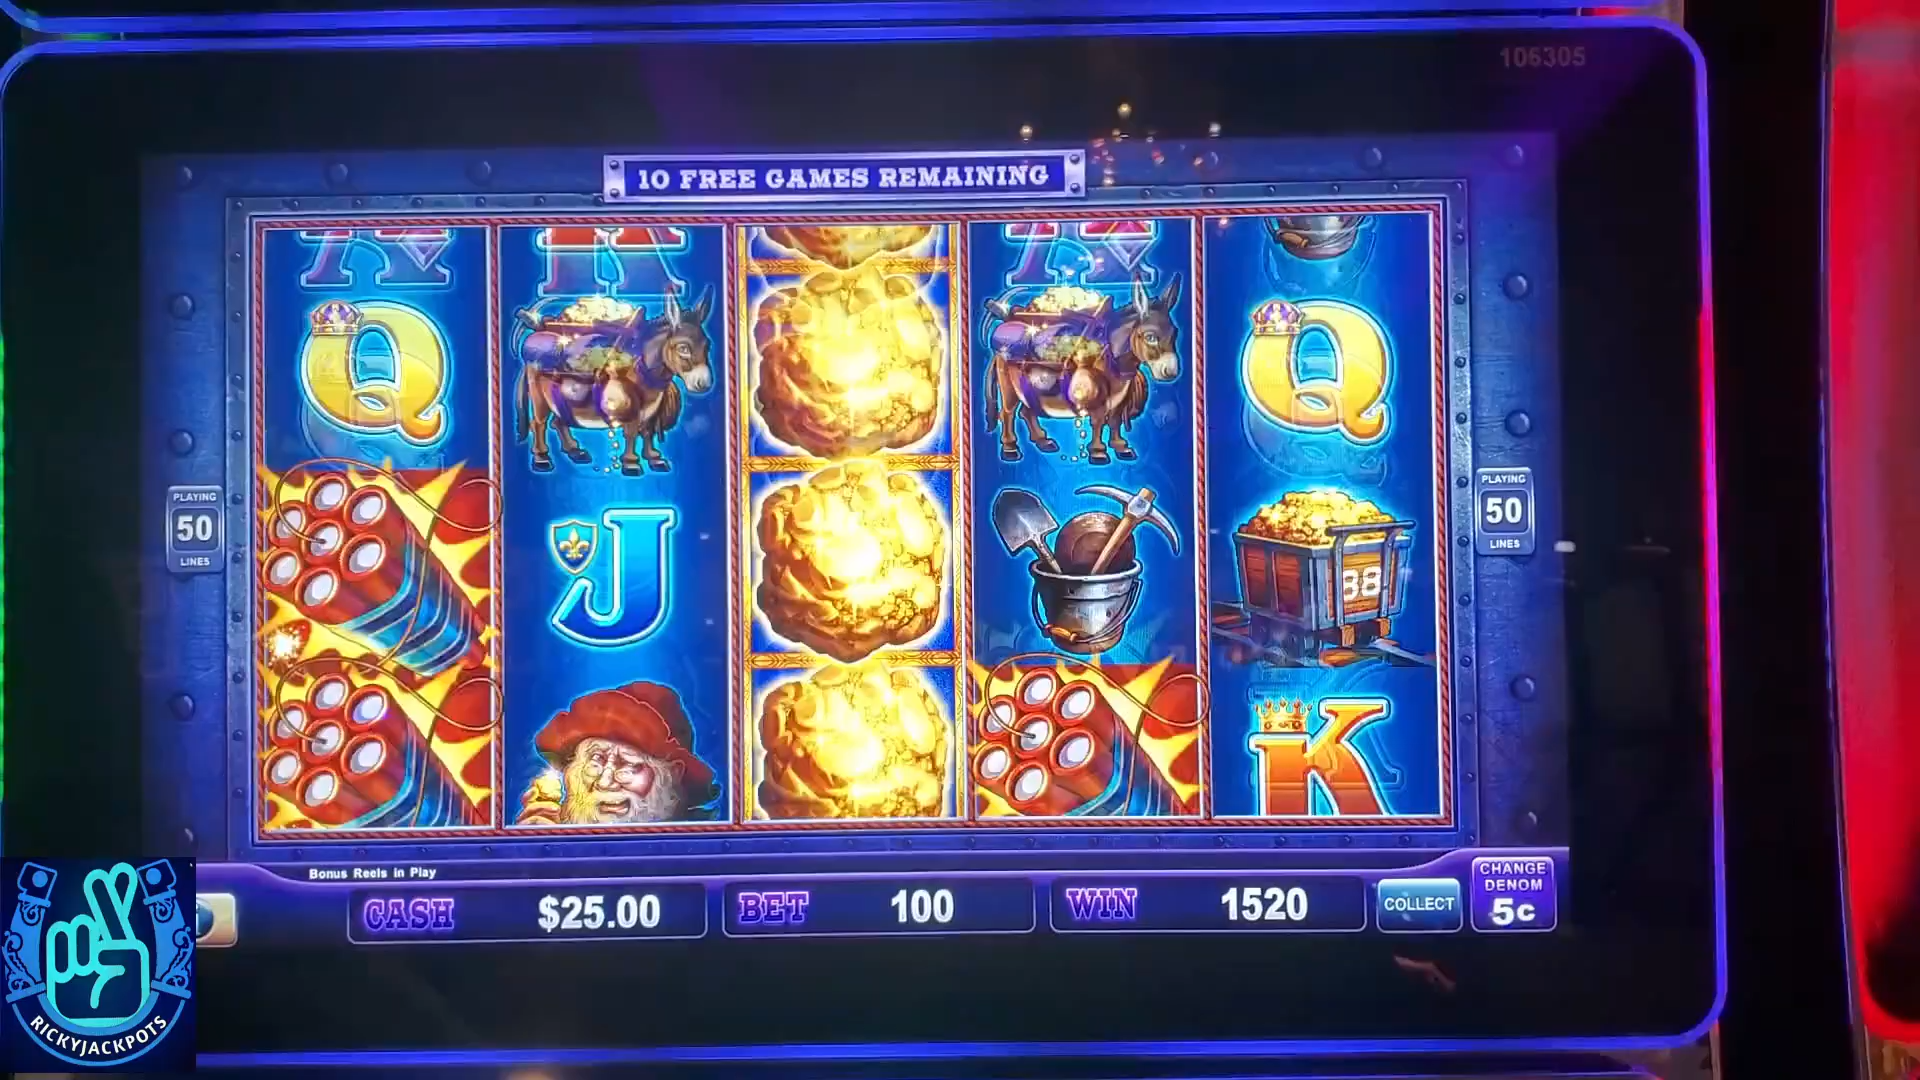 106305
10 FREE GAMES REMAINING
Q
Q
PLAYING
50
LINES
J
88
PLAYING
50
LINES
K
Bonus Reels in Play
CASH $25.00
BET 100
WIN 1520
COLLECT
CHANGE
DENOM
5c
RICKYJACKPOTS